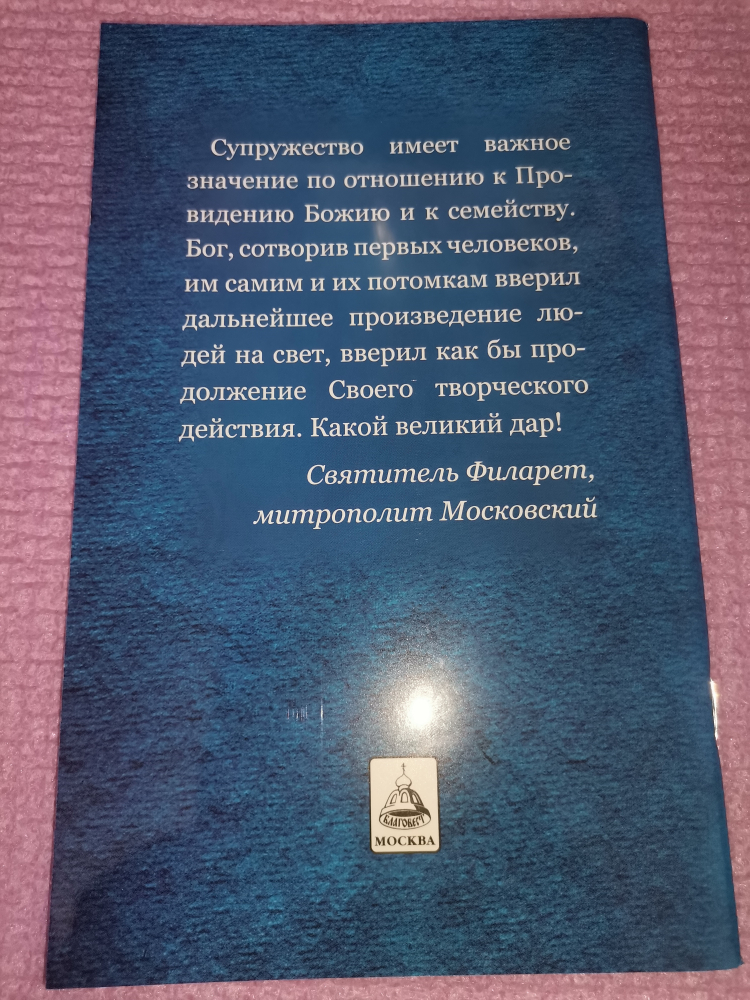 Супружество имеет важное
значение по отношению к Про-
видению Божию и к семейству.
Бог, сотворив первых человеков,
им самим и их потомкам вверил
дальнейшее произведение лю-
дей на свет, вверил как бы про-
должение Своего творческого
действия. Какой великий дар!
Святитель Филарет,
митрополит Московский
БЛАГОВЕСТ
МОСКВА